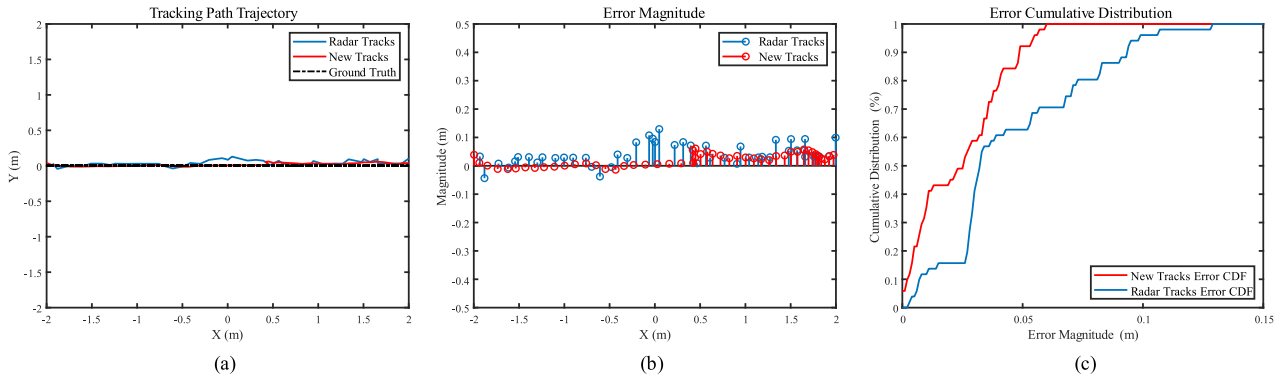 Tracking Path Trajectory
2
1.5
1
0.5
0
-0.5
-1
-1.5
-2
Y (m)
Radar Tracks
New Tracks
Ground Truth
-2 -1.5 -1 -0.5 0 0.5 1 1.5 2
X (m)
(a)
Error Magnitude
0.5
0.4
0.3
0.2
0.1
0
-0.1
-0.2
-0.3
-0.4
-0.5
Magnitude (m)
Radar Tracks
New Tracks
-2 -1.5 -1 -0.5 0 0.5 1 1.5 2
X (m)
(b)
Error Cumulative Distribution
1
0.9
0.8
0.7
0.6
0.5
0.4
0.3
0.2
0.1
0
Cumulative Distribution (%)
New Tracks Error CDF
Radar Tracks Error CDF
0 0.05 0.1 0.15
Error Magnitude (m)
(c)